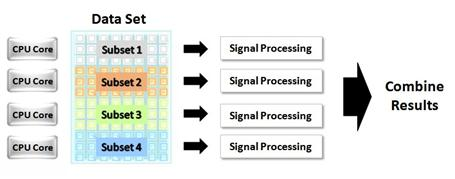 Data Set
CPU Core Subset 1 Signal Processing
CPU Core Subset 2 Signal Processing
CPU Core Subset 3 Signal Processing
CPU Core Subset 4 Signal Processing
Combine
Results